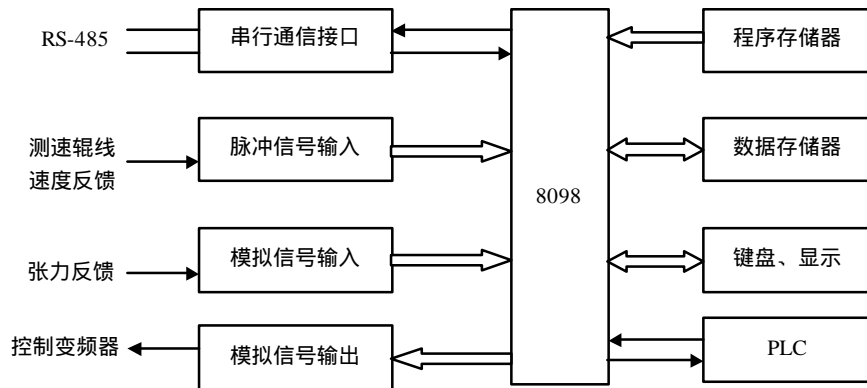 RS-485
串行通信接口
程序存储器
测速辊线
速度反馈
脉冲信号输入
数据存储器
8098
张力反馈
模拟信号输入
键盘、显示
控制变频器
模拟信号输出
PLC